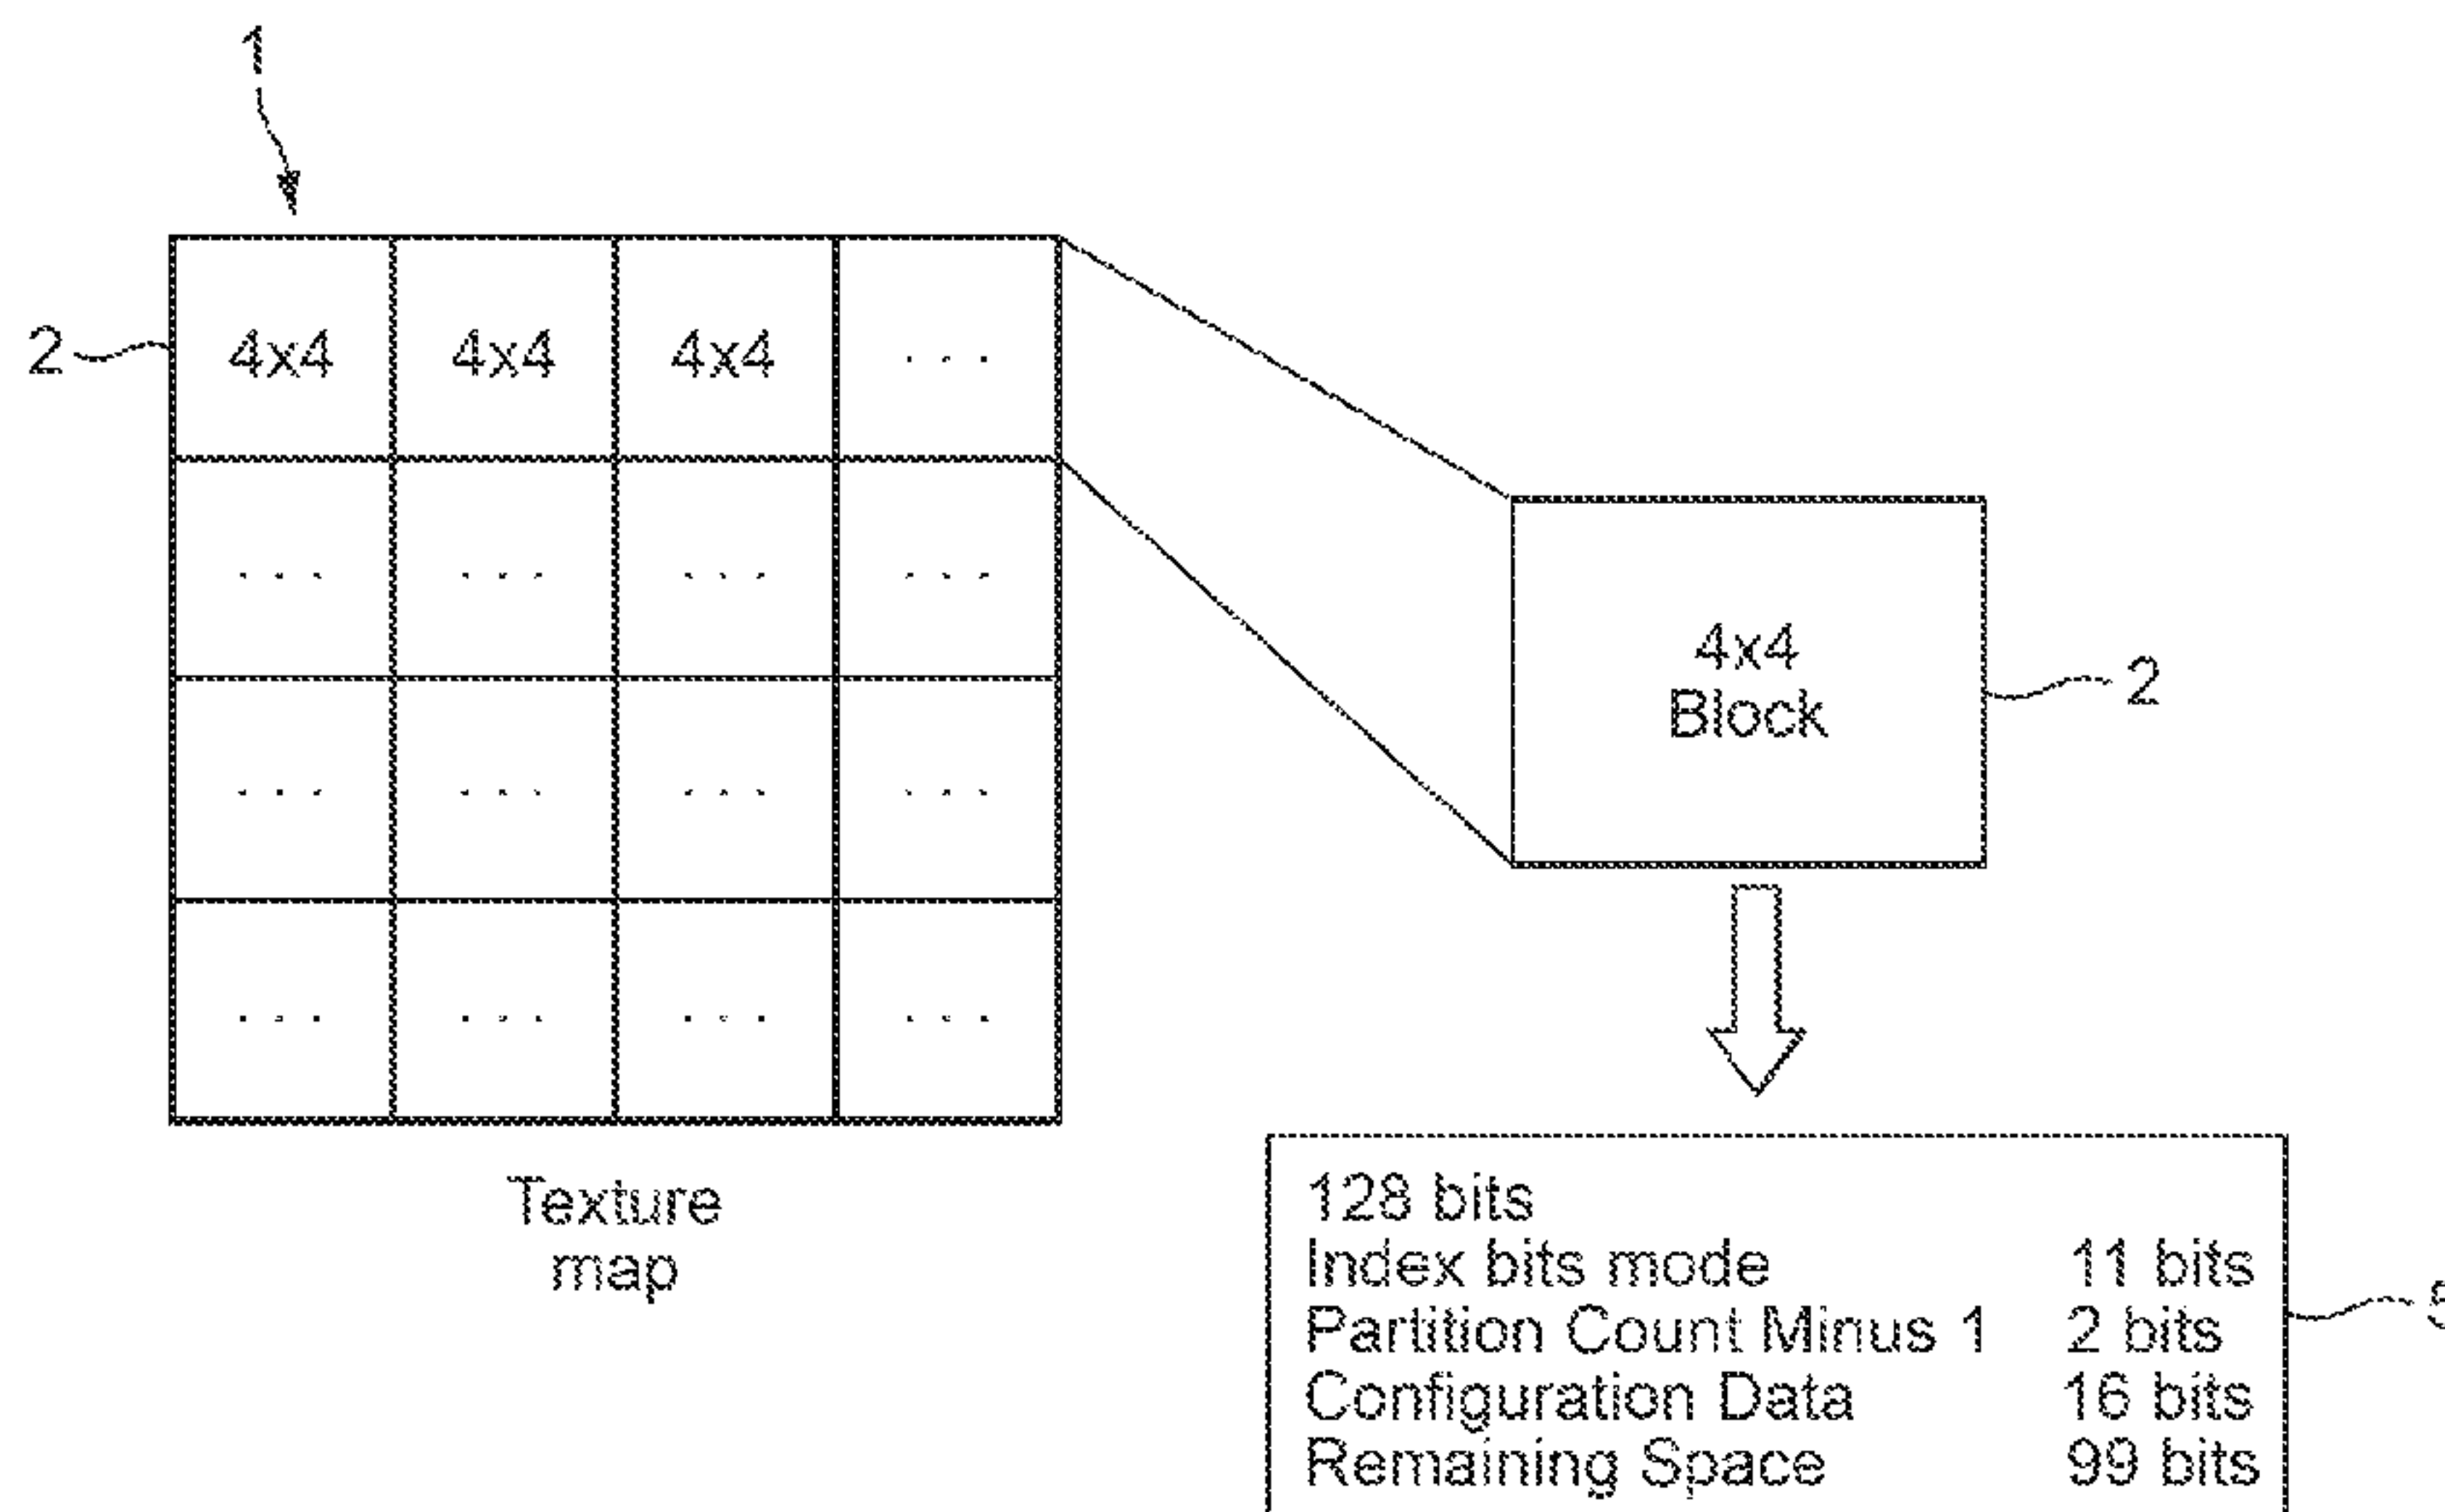 1
2
4x4 4x4 4x4 . . .
. . . . . . . . . . . .
. . . . . . . . . . . .
. . . . . . . . . . . .
Texture
map
4x4
Block
2
128 bits
Index bits mode 11 bits
Partition Count Minus 1 2 bits
Configuration Data 16 bits
Remaining Space 99 bits